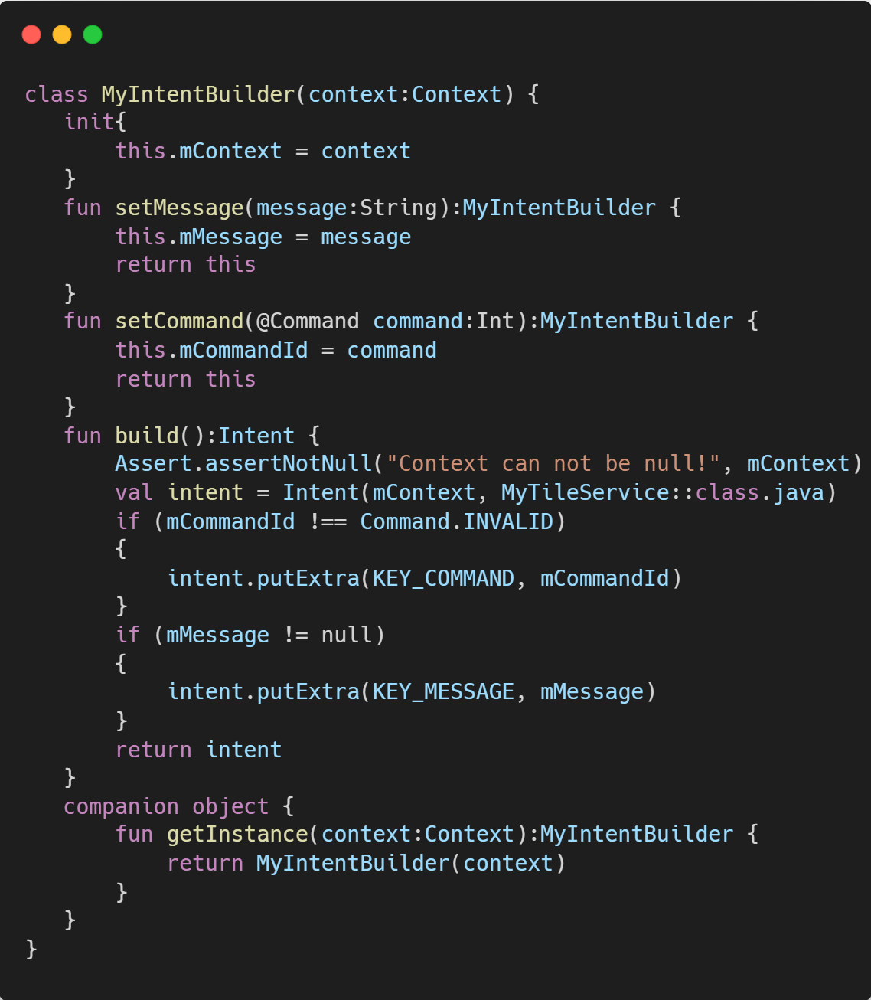 class MyIntentBuilder(context:Context) {
   init{
       this.mContext = context
   }
   fun setMessage(message:String):MyIntentBuilder {
       this.mMessage = message
       return this
   }
   fun setCommand(@Command command:Int):MyIntentBuilder {
       this.mCommandId = command
       return this
   }
   fun build():Intent {
       Assert.assertNotNull("Context can not be null!", mContext)
       val intent = Intent(mContext, MyTileService::class.java)
       if (mCommandId !== Command.INVALID)
       {
           intent.putExtra(KEY_COMMAND, mCommandId)
       }
       if (mMessage != null)
       {
           intent.putExtra(KEY_MESSAGE, mMessage)
       }
       return intent
   }
   companion object {
       fun getInstance(context:Context):MyIntentBuilder {
           return MyIntentBuilder(context)
       }
   }
}